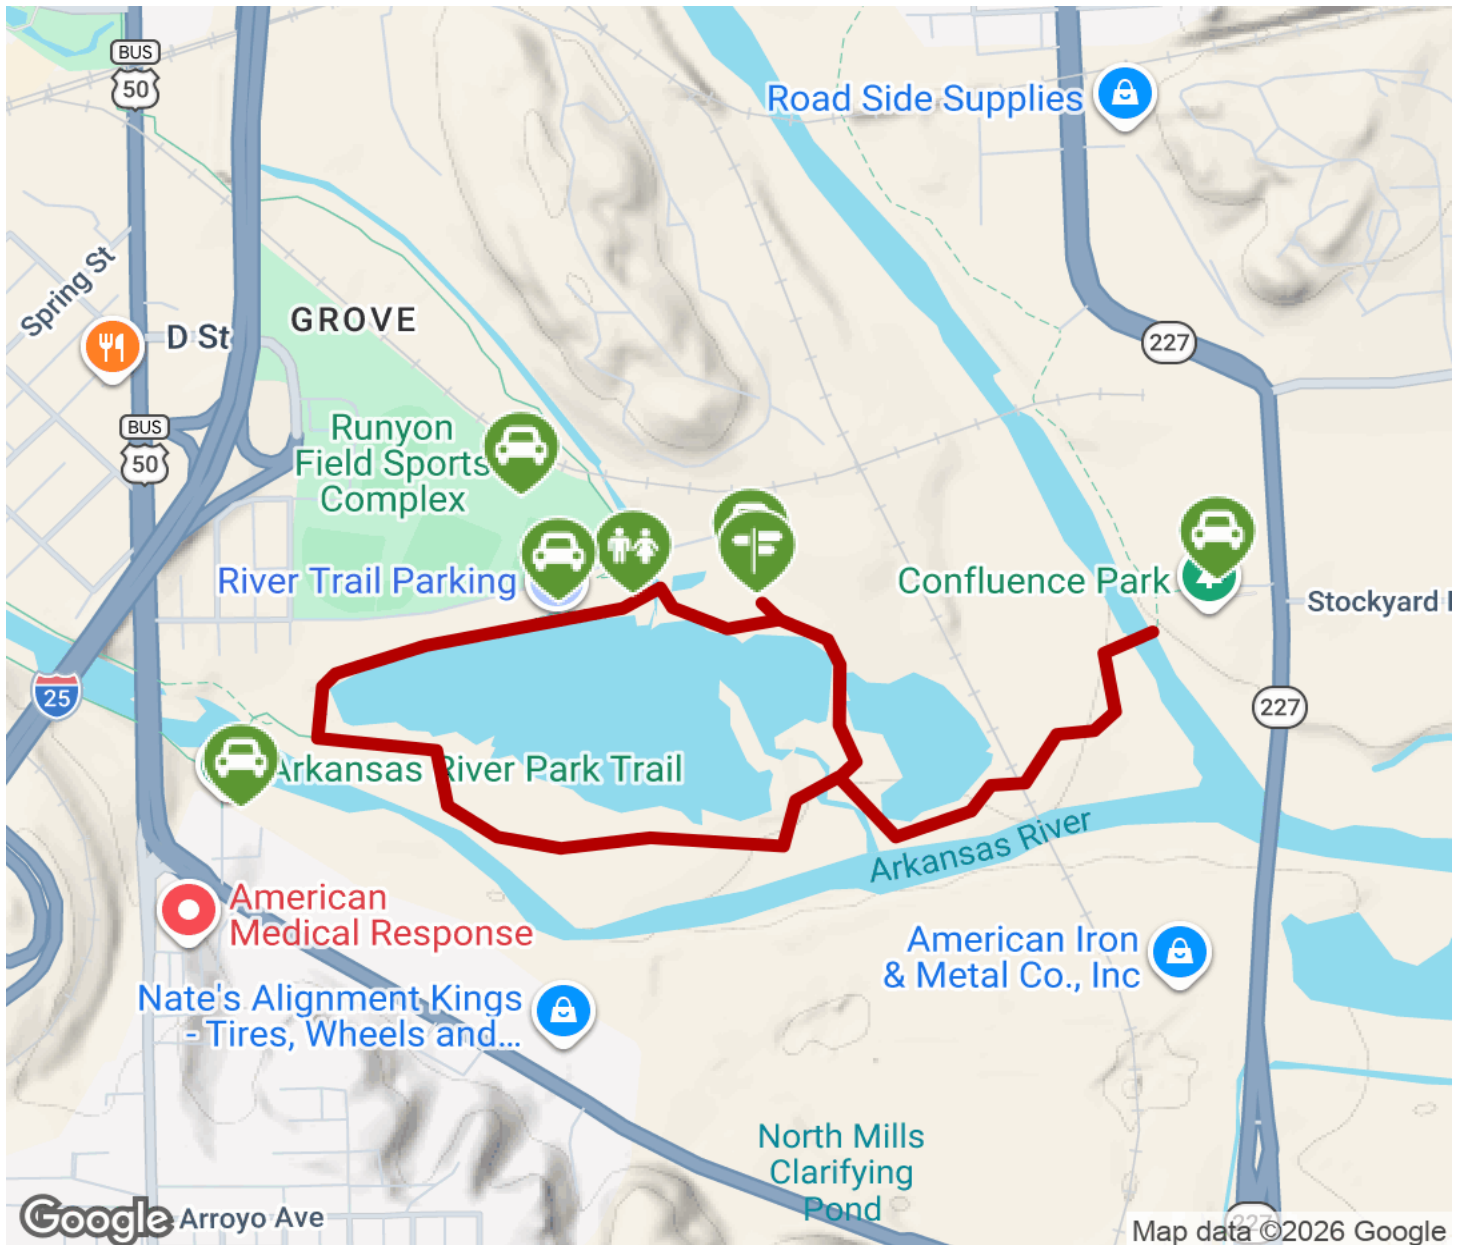 BUS
50
Road Side Supplies
Spring St
D St
GROVE
227
BUS
50
Runyon
Field Sports
Complex
River Trail Parking
Confluence Park
Stockyard
25
227
Arkansas River Park Trail
Arkansas River
American
Medical Response
American Iron
& Metal Co., Inc
Nate's Alignment Kings
- Tires, Wheels and...
North Mills
Clarifying
Pond
Google
Arroyo Ave
227
Map data ©2026 Google